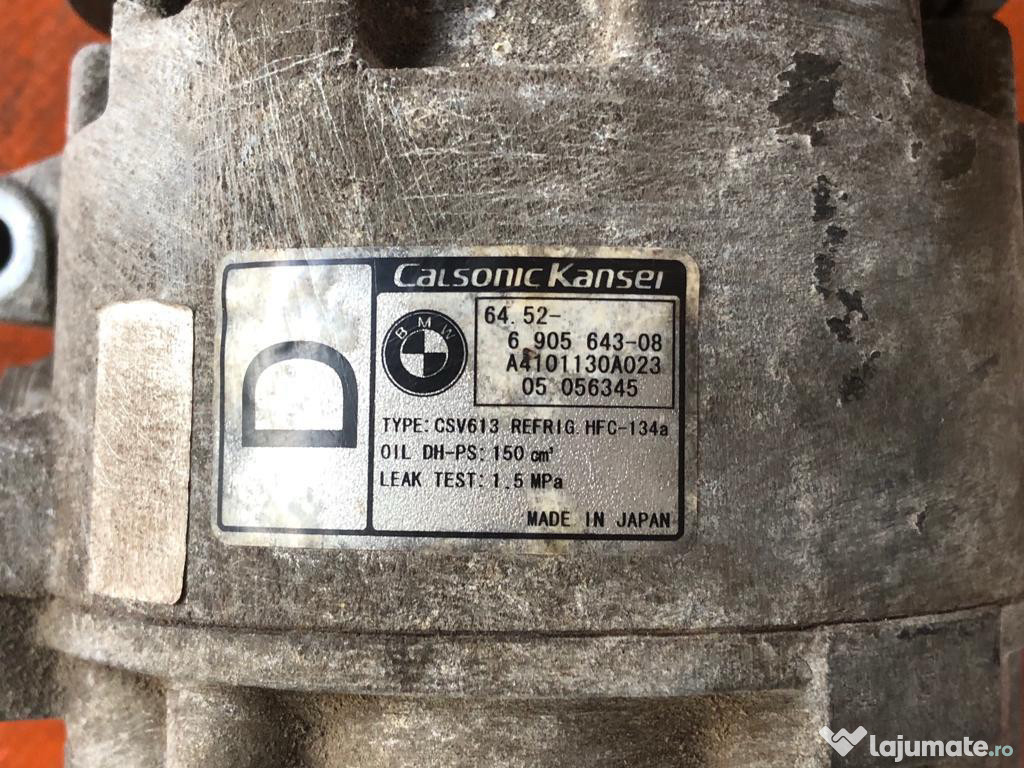 Calsonic Kansei
D
BMW
64.52-
6 905 643-08
A4101130A023
05 056345
TYPE: CSV613 REFRIG. HFC-134a
OIL DH-PS: 150 cm³
LEAK TEST: 1.5 MPa
MADE IN JAPAN
lajumate.ro